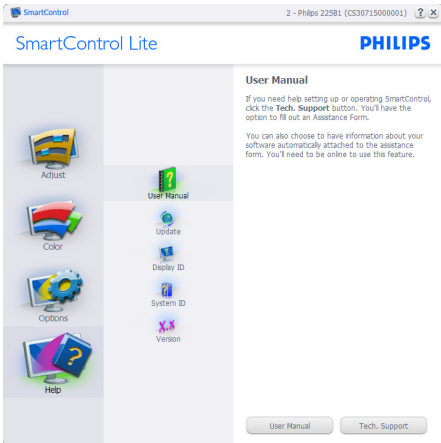 SmartControl
2 - Philips 225B1 (CS30715000001)
SmartControl Lite
PHILIPS
Adjust
Color
Options
Help
User Manual
Update
Display ID
System ID
X.X
Version
User Manual
If you need help setting up or operating SmartControl,
click the Tech. Support button. You'll have the
option to fill out an Assistance Form.
You can also choose to have information about your
software automatically attached to the assistance
form. You'll need to be online to use this feature.
User Manual
Tech. Support